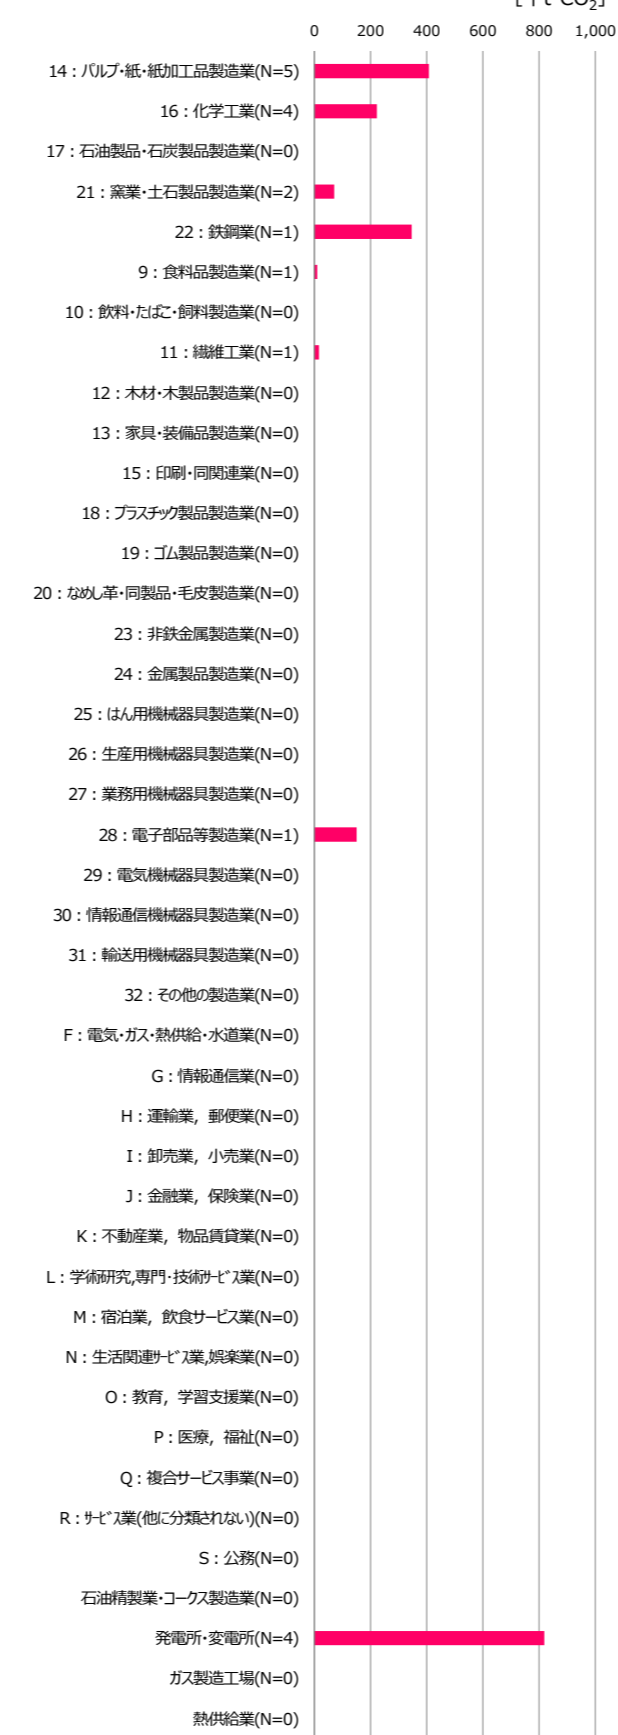 [千t-CO2]
0 200 400 600 800 1,000
14：パルプ・紙・紙加工品製造業(N=5)
16：化学工業(N=4)
17：石油製品・石炭製品製造業(N=0)
21：窯業・土石製品製造業(N=2)
22：鉄鋼業(N=1)
9：食料品製造業(N=1)
10：飲料・たばこ・飼料製造業(N=0)
11：繊維工業(N=1)
12：木材・木製品製造業(N=0)
13：家具・装備品製造業(N=0)
15：印刷・同関連業(N=0)
18：プラスチック製品製造業(N=0)
19：ゴム製品製造業(N=0)
20：なめし革・同製品・毛皮製造業(N=0)
23：非鉄金属製造業(N=0)
24：金属製品製造業(N=0)
25：はん用機械器具製造業(N=0)
26：生産用機械器具製造業(N=0)
27：業務用機械器具製造業(N=0)
28：電子部品等製造業(N=1)
29：電気機械器具製造業(N=0)
30：情報通信機械器具製造業(N=0)
31：輸送用機械器具製造業(N=0)
32：その他の製造業(N=0)
F：電気・ガス・熱供給・水道業(N=0)
G：情報通信業(N=0)
H：運輸業，郵便業(N=0)
I：卸売業，小売業(N=0)
J：金融業，保険業(N=0)
K：不動産業，物品賃貸業(N=0)
L：学術研究,専門・技術ｻｰﾋﾞｽ業(N=0)
M：宿泊業，飲食サービス業(N=0)
N：生活関連ｻｰﾋﾞｽ業,娯楽業(N=0)
O：教育，学習支援業(N=0)
P：医療，福祉(N=0)
Q：複合サービス事業(N=0)
R：ｻｰﾋﾞｽ業(他に分類されない)(N=0)
S：公務(N=0)
石油精製業・コークス製造業(N=0)
発電所・変電所(N=4)
ガス製造工場(N=0)
熱供給業(N=0)